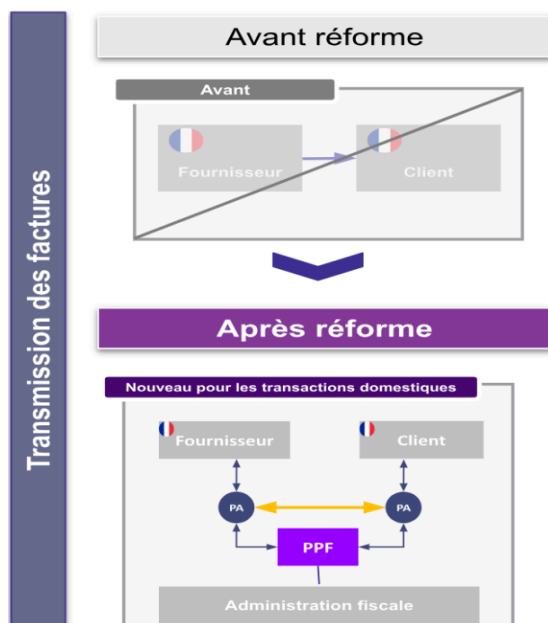 Transmission des factures
Avant réforme
Avant
Fournisseur
Client
Après réforme
Nouveau pour les transactions domestiques
Fournisseur
Client
PA
PA
PPF
Administration fiscale